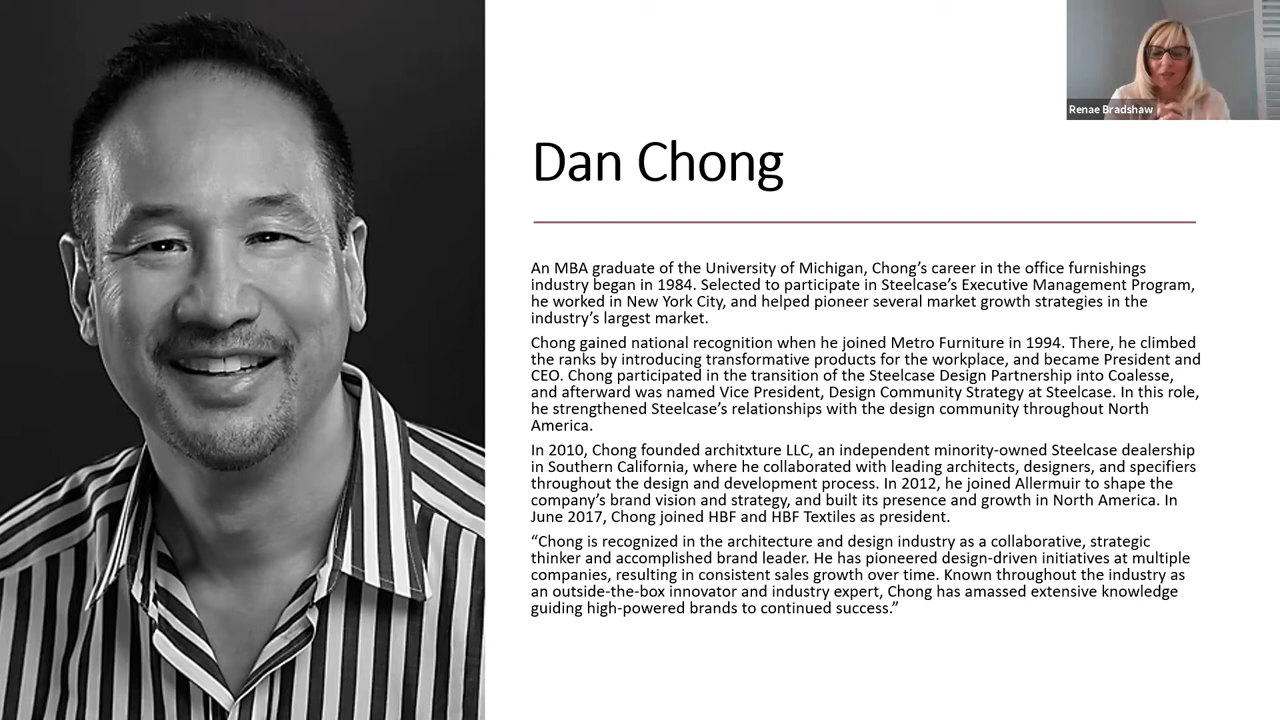 Renae Bradshaw
Dan Chong
An MBA graduate of the University of Michigan, Chong’s career in the office furnishings
industry began in 1984. Selected to participate in Steelcase’s Executive Management Program,
he worked in New York City, and helped pioneer several market growth strategies in the
industry’s largest market.
Chong gained national recognition when he joined Metro Furniture in 1994. There, he climbed
the ranks by introducing transformative products for the workplace, and became President and
CEO. Chong participated in the transition of the Steelcase Design Partnership into Coalesse,
and afterward was named Vice President, Design Community Strategy at Steelcase. In this role,
he strengthened Steelcase’s relationships with the design community throughout North
America.
In 2010, Chong founded architxture LLC, an independent minority-owned Steelcase dealership
in Southern California, where he collaborated with leading architects, designers, and specifiers
throughout the design and development process. In 2012, he joined Allermuir to shape the
company’s brand vision and strategy, and built its presence and growth in North America. In
June 2017, Chong joined HBF and HBF Textiles as president.
“Chong is recognized in the architecture and design industry as a collaborative, strategic
thinker and accomplished brand leader. He has pioneered design-driven initiatives at multiple
companies, resulting in consistent sales growth over time. Known throughout the industry as
an outside-the-box innovator and industry expert, Chong has amassed extensive knowledge
guiding high-powered brands to continued success.”